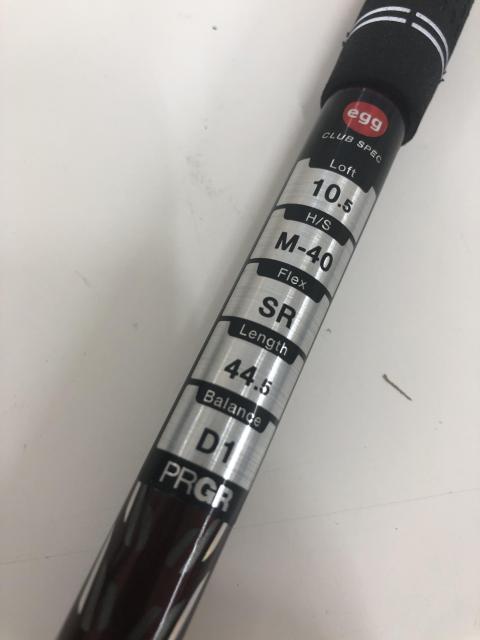 egg
CLUB SPEC
Loft
10.5
H/S
M-40
Flex
SR
Length
44.5
Balance
D1
PRGR